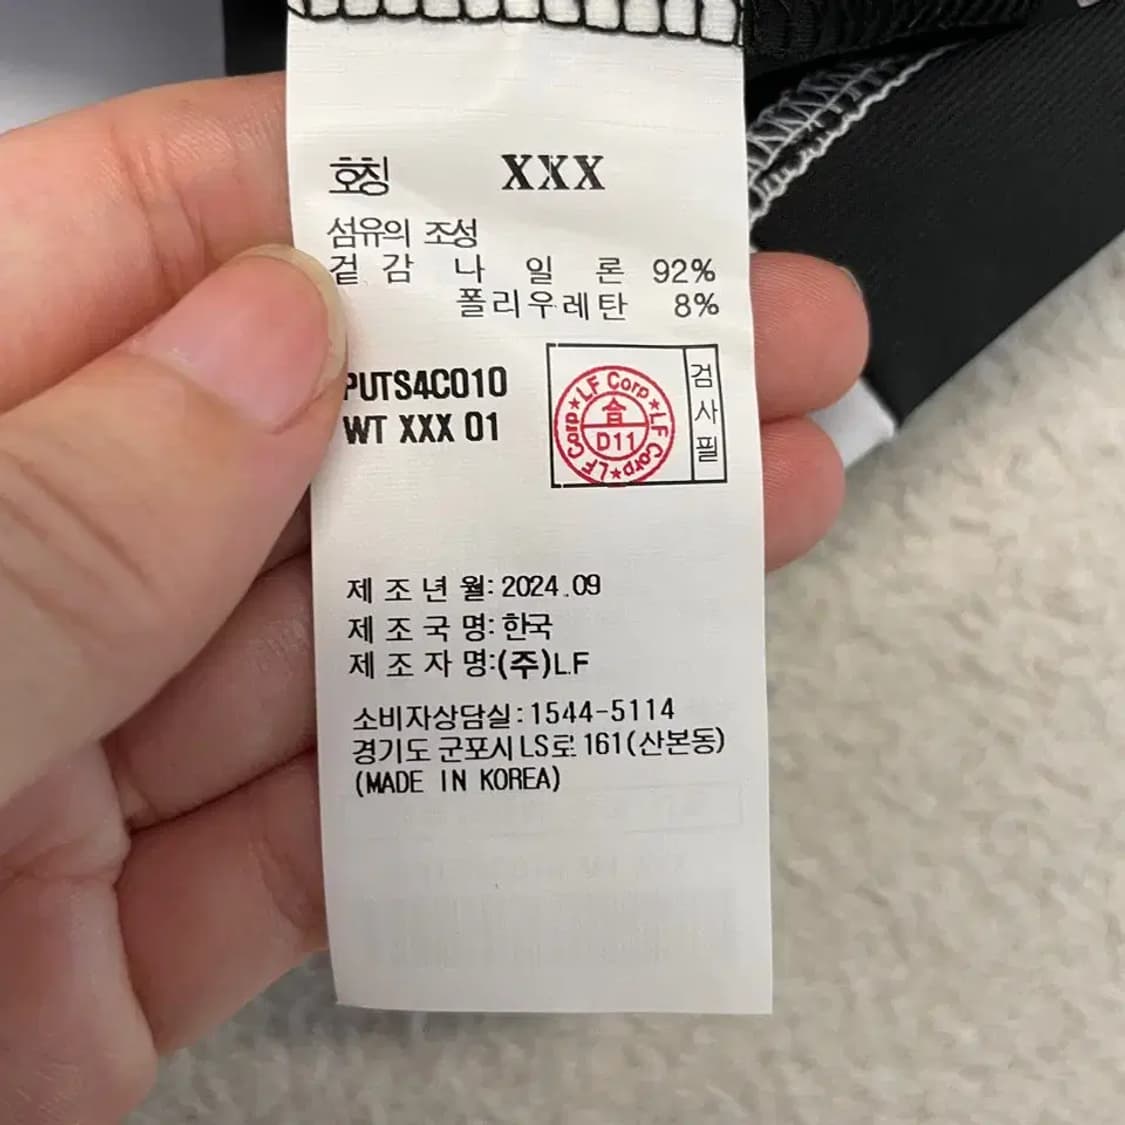 호칭 XXX
섬유의 조성
겉감 나일론 92%
폴리우레탄 8%
PUTS4C010
WT XXX 01
LF Corp★LF Corp★LF Corp★
合
D11
검사필
제조년월: 2024.09
제조국명: 한국
제조자명:(주)LF
소비자상담실:1544-5114
경기도 군포시LS로 161(산본동)
(MADE IN KOREA)